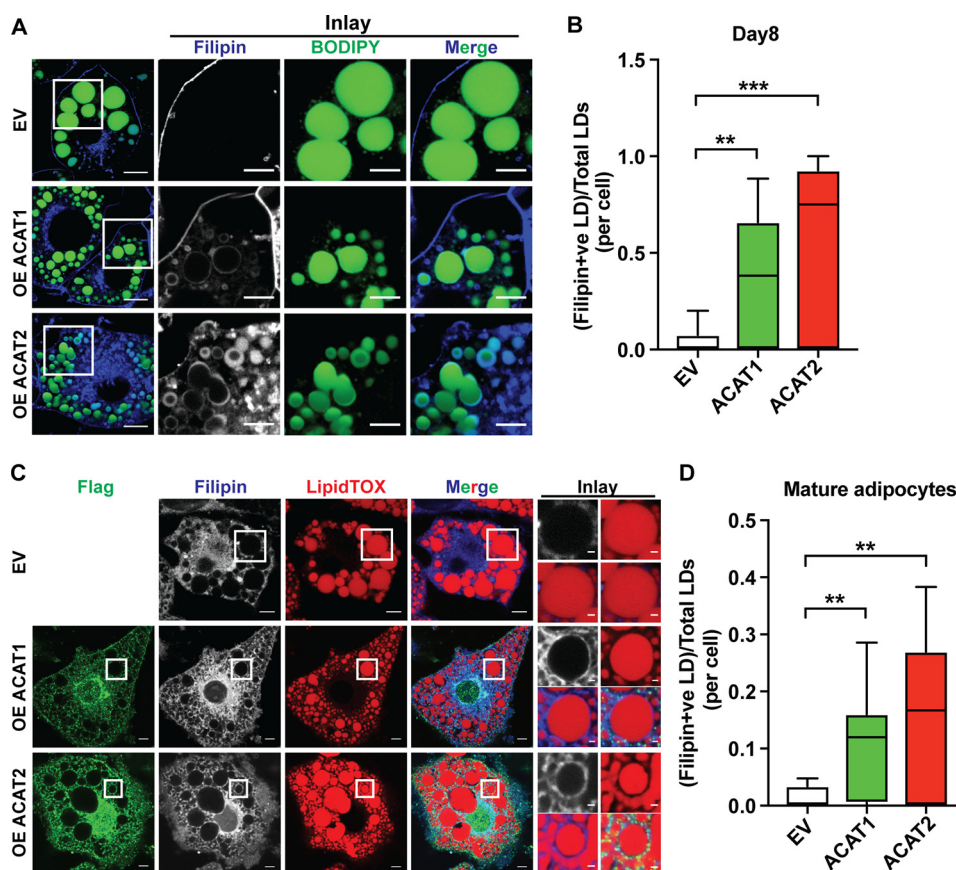 A
Inlay
Filipin
BODIPY
Merge
EV
OE ACAT1
OE ACAT2
B
Day8
(Filipin+ve LD)/Total LDs
(per cell)
1.5
1.0
0.5
0.0
***
**
EV
ACAT1
ACAT2
C
Flag
Filipin
LipidTOX
Merge
Inlay
EV
OE ACAT1
OE ACAT2
D
Mature adipocytes
(Filipin+ve LD)/Total LDs
(per cell)
0.5
0.4
0.3
0.2
0.1
0.0
**
**
EV
ACAT1
ACAT2